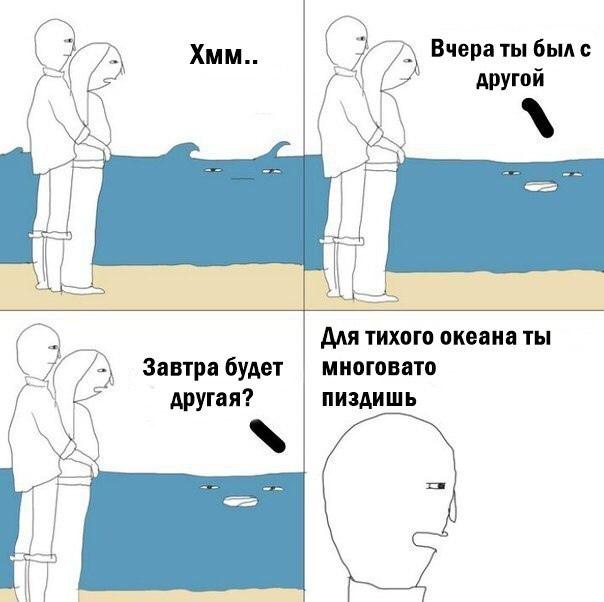 Хмм..
Вчера ты был с
другой
Завтра будет
другая?
Для тихого океана ты
многовато
пиздишь